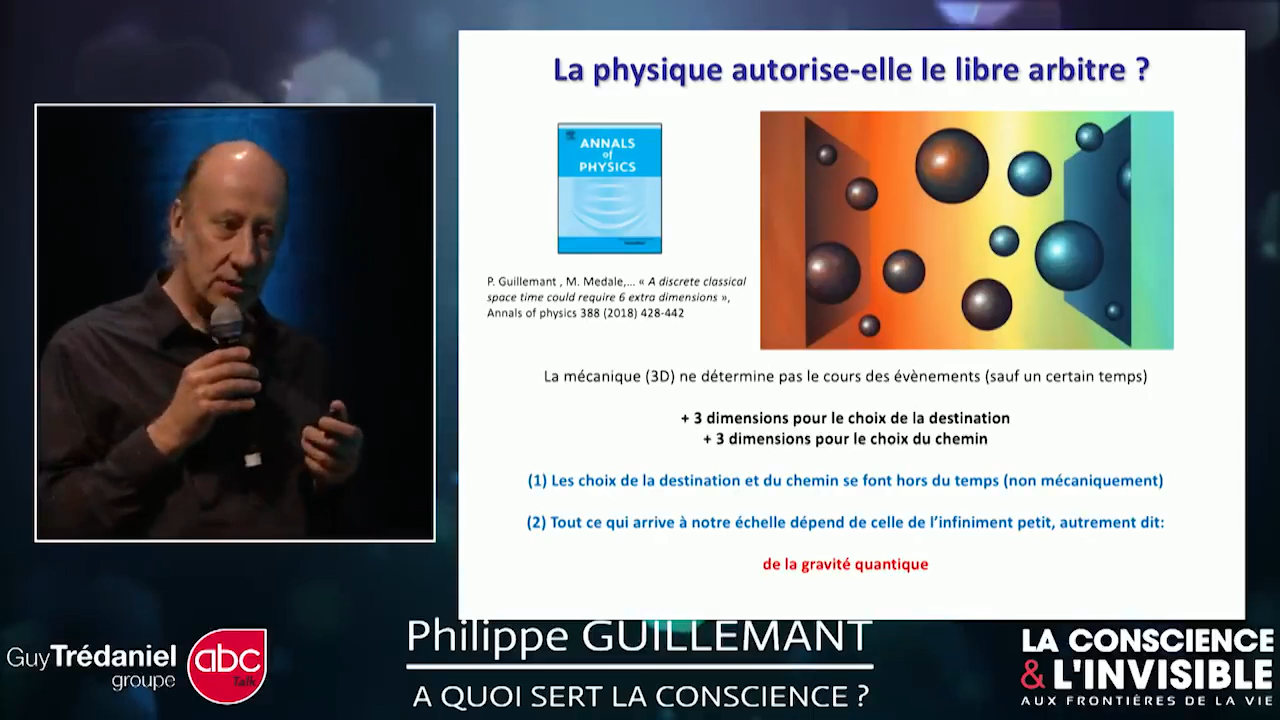 La physique autorise-elle le libre arbitre ?
ANNALS
of
PHYSICS
P. Guillemant , M. Medale,... « A discrete classical
space time could require 6 extra dimensions »,
Annals of physics 388 (2018) 428-442
La mécanique (3D) ne détermine pas le cours des évènements (sauf un certain temps)
+ 3 dimensions pour le choix de la destination
+ 3 dimensions pour le choix du chemin
(1) Les choix de la destination et du chemin se font hors du temps (non mécaniquement)
(2) Tout ce qui arrive à notre échelle dépend de celle de l’infiniment petit, autrement dit:
de la gravité quantique
Guy Trédaniel
groupe
abc
Talk
Philippe GUILLEMANT
A QUOI SERT LA CONSCIENCE ?
LA CONSCIENCE
& L'INVISIBLE
AUX FRONTIÈRES DE LA VIE